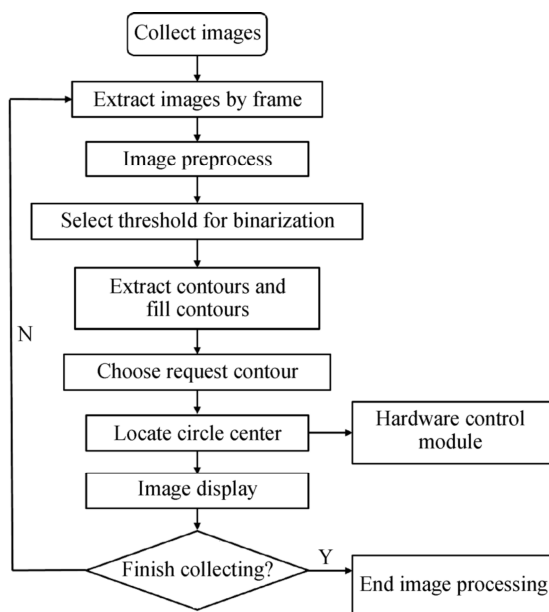 Collect images
Extract images by frame
Image preprocess
Select threshold for binarization
Extract contours and
fill contours
N
Choose request contour
Locate circle center
Hardware control
module
Image display
Finish collecting?
Y
End image processing